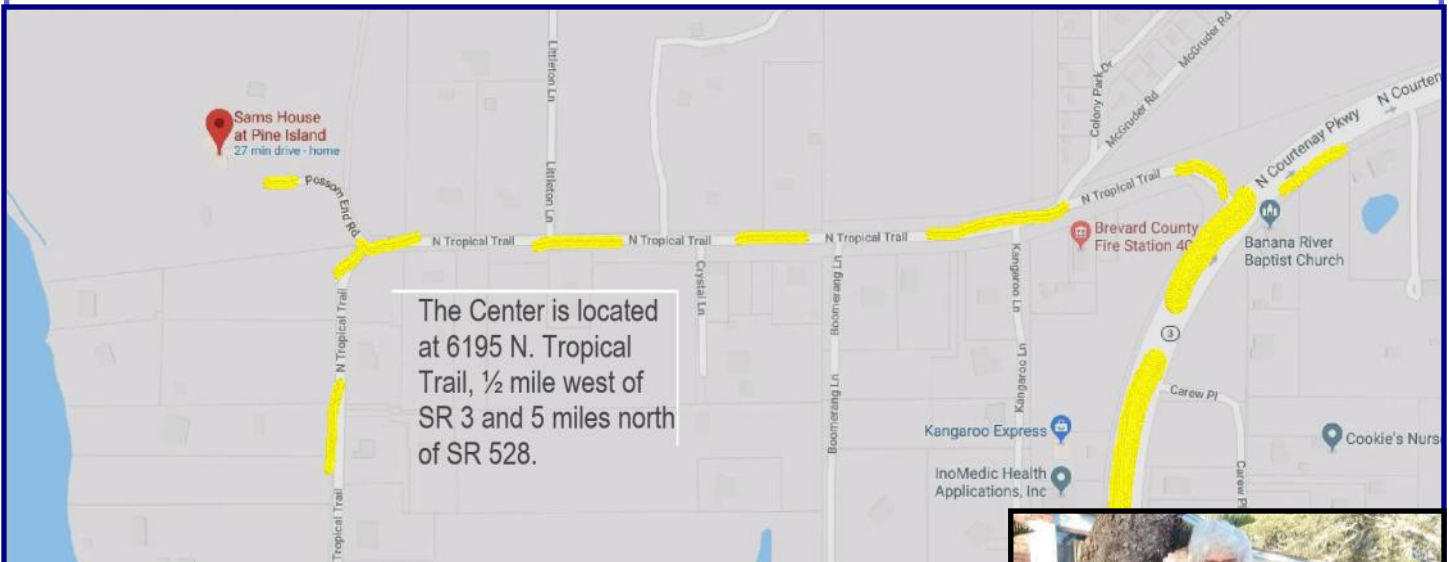 Sams House
at Pine Island
27 min drive - home
Possom End Rd
Littleton Ln
Littleton Ln
N Tropical Trail
N Tropical Trail
N Tropical Trail
N Tropical Trail
N Tropical Trail
Tropical Trail
Crystal Ln
Boomerang Ln
Boomerang Ln
Kangaroo Ln
Kangaroo Ln
Colony Park Dr
McGruder Rd
McGruder Rd
N Courtenay Pkwy
N Courten
Brevard County
Fire Station 40
Banana River
Baptist Church
3
Carew Pl
Carew Pl
Kangaroo Express
InoMedic Health
Applications, Inc
Cookie's Nurs
The Center is located
at 6195 N. Tropical
Trail, ½ mile west of
SR 3 and 5 miles north
of SR 528.